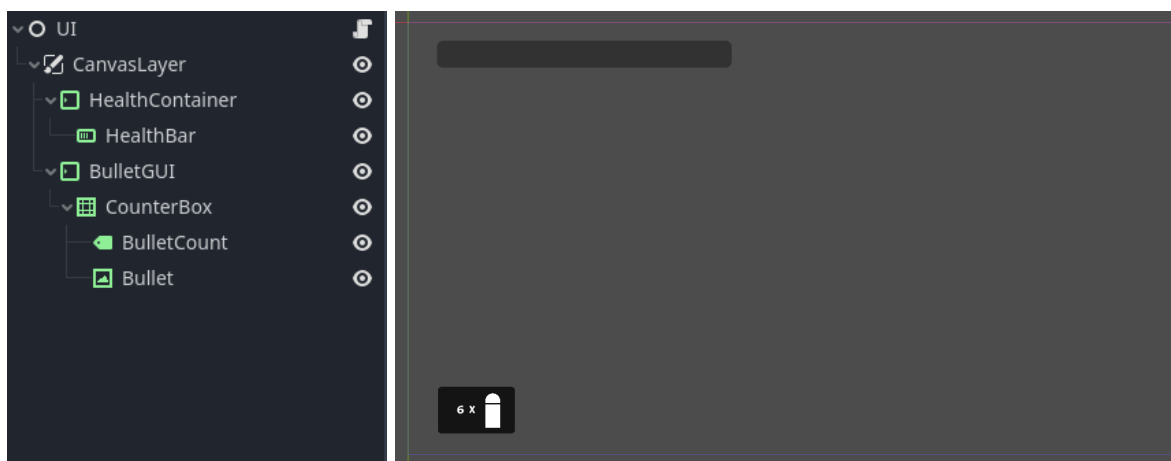 UI
CanvasLayer
HealthContainer
HealthBar
BulletGUI
CounterBox
BulletCount
Bullet
6 x